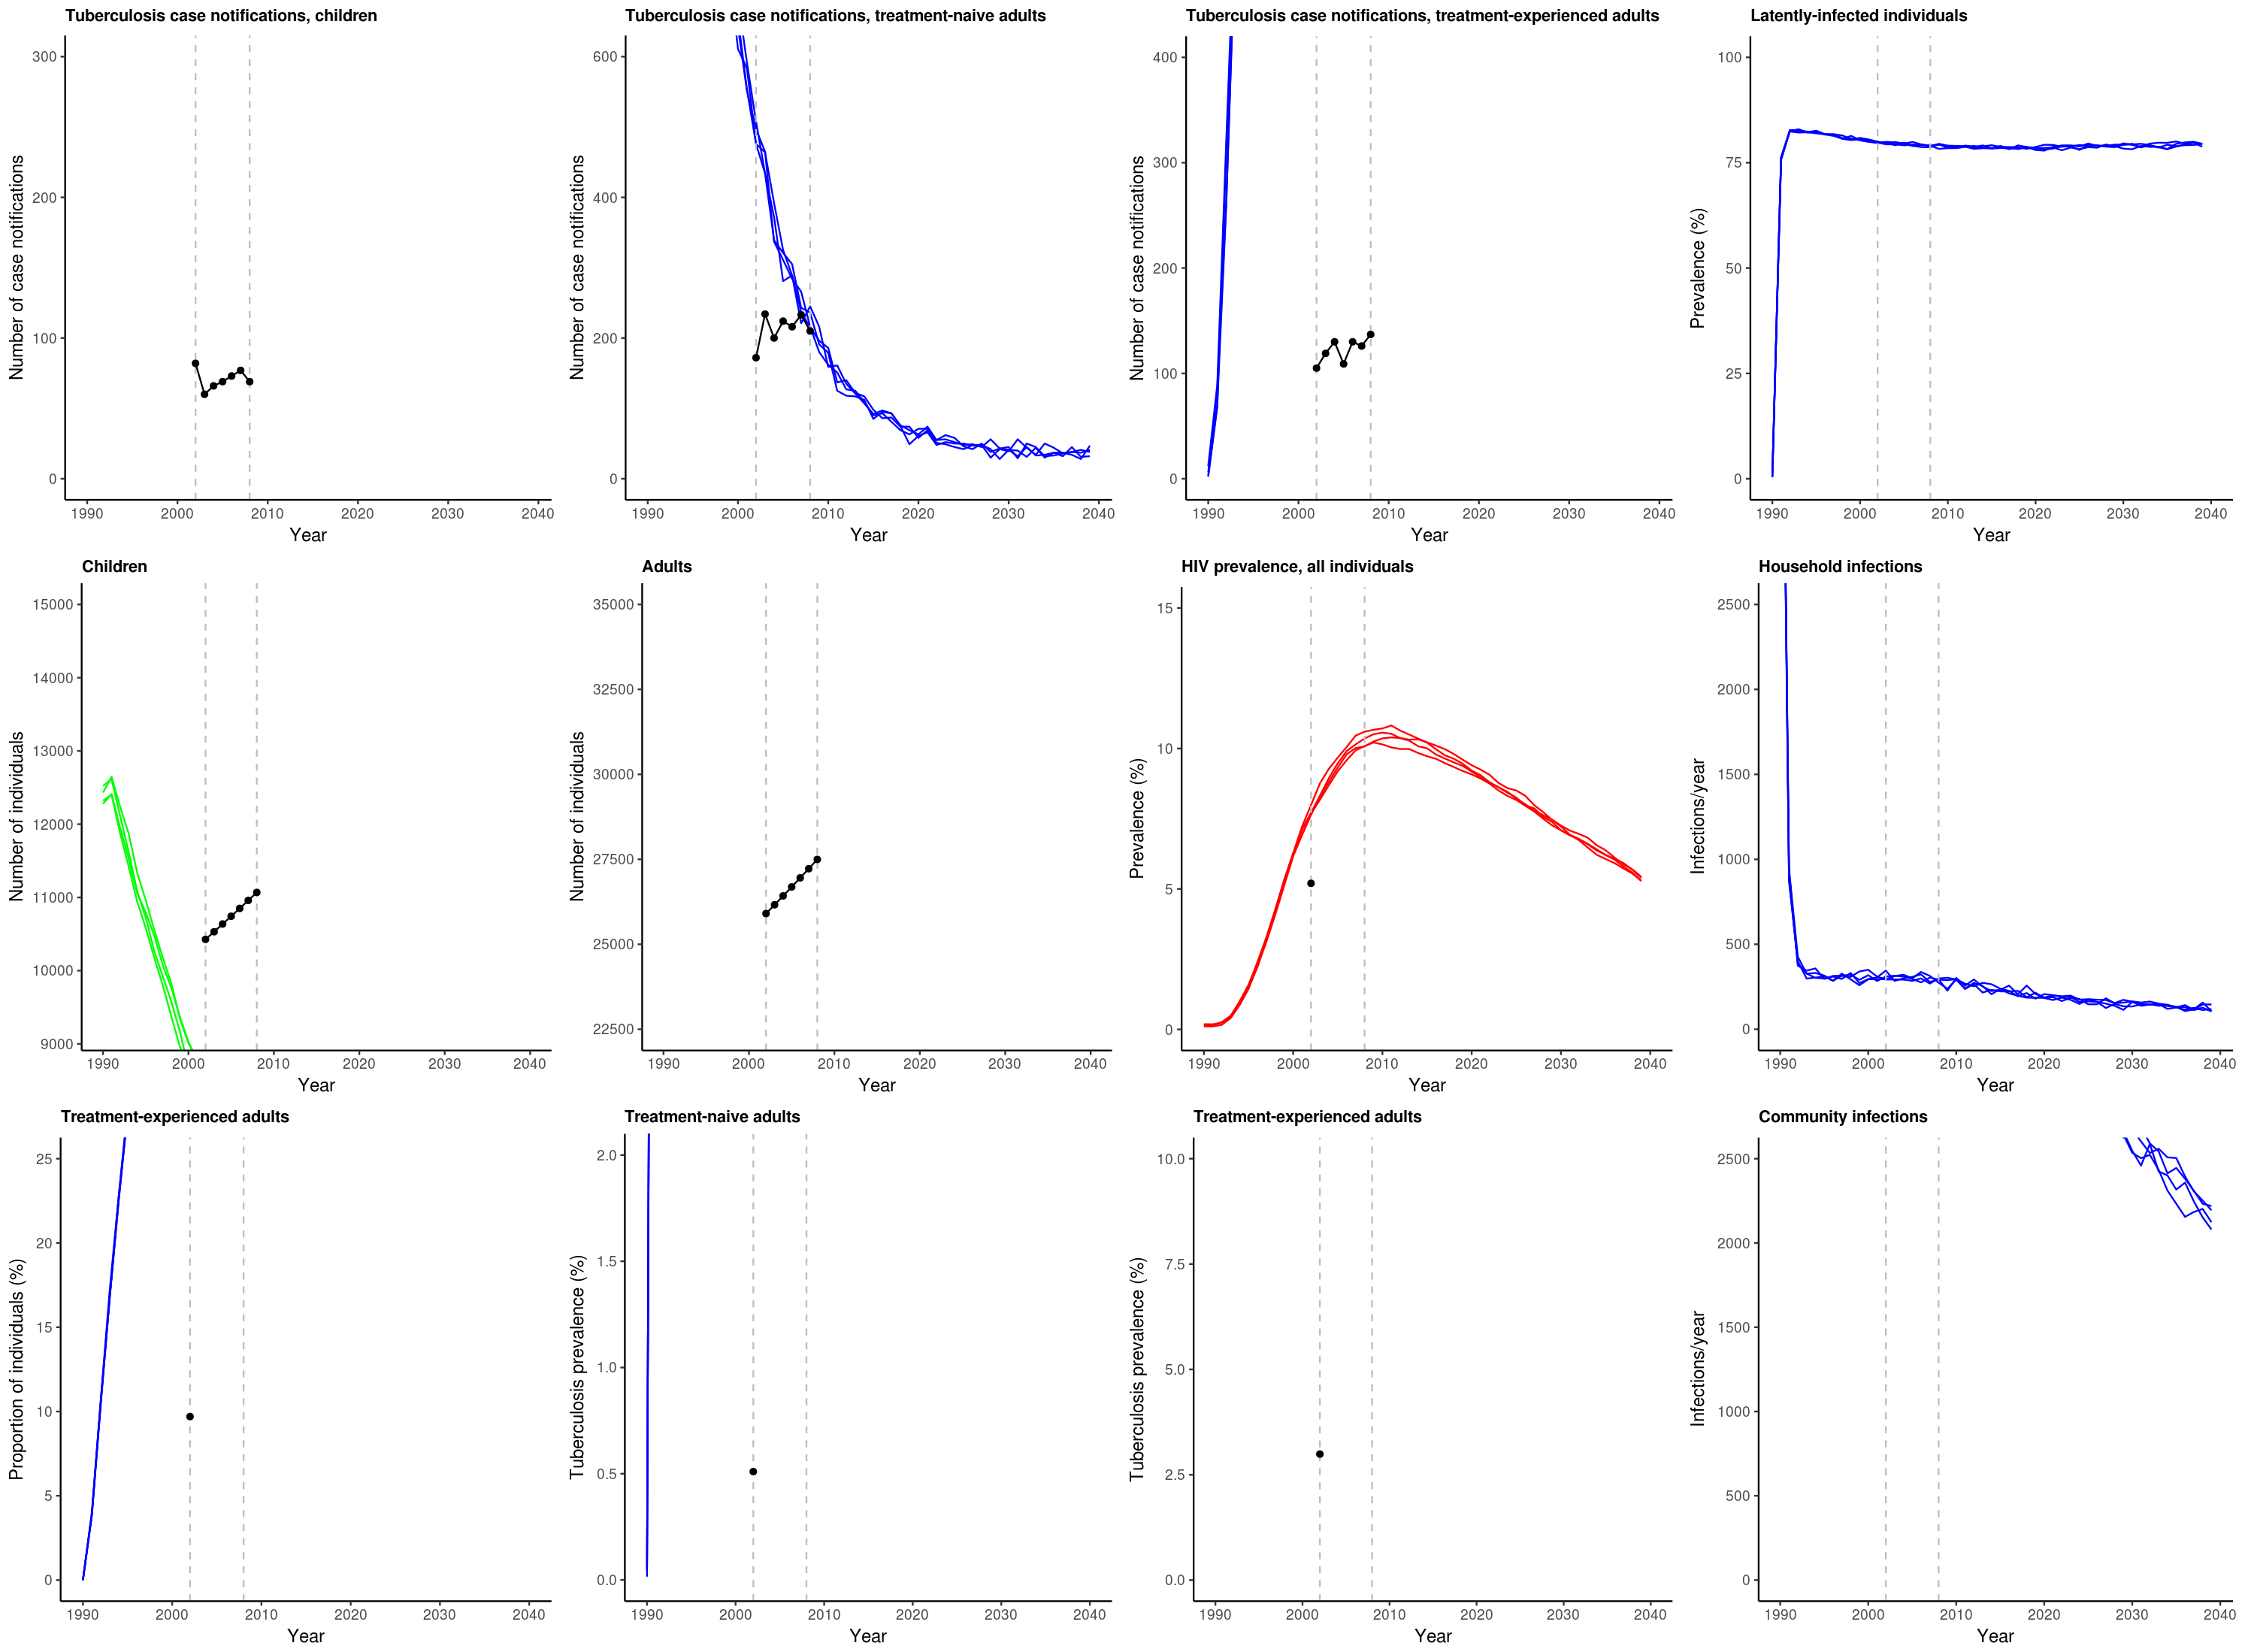 Tuberculosis case notifications, children
Number of case notifications
300
200
100
0
1990 2000 2010 2020 2030 2040
Year
Tuberculosis case notifications, treatment-naive adults
Number of case notifications
600
400
200
0
1990 2000 2010 2020 2030 2040
Year
Tuberculosis case notifications, treatment-experienced adults
Number of case notifications
400
300
200
100
0
1990 2000 2010 2020 2030 2040
Year
Latently-infected individuals
Prevalence (%)
100
75
50
25
0
1990 2000 2010 2020 2030 2040
Year
Children
Number of individuals
15000
14000
13000
12000
11000
10000
9000
1990 2000 2010 2020 2030 2040
Year
Adults
Number of individuals
35000
32500
30000
27500
25000
22500
1990 2000 2010 2020 2030 2040
Year
HIV prevalence, all individuals
Prevalence (%)
15
10
5
0
1990 2000 2010 2020 2030 2040
Year
Household infections
Infections/year
2500
2000
1500
1000
500
0
1990 2000 2010 2020 2030 2040
Year
Treatment-experienced adults
Proportion of individuals (%)
25
20
15
10
5
0
1990 2000 2010 2020 2030 2040
Year
Treatment-naive adults
Tuberculosis prevalence (%)
2.0
1.5
1.0
0.5
0.0
1990 2000 2010 2020 2030 2040
Year
Treatment-experienced adults
Tuberculosis prevalence (%)
10.0
7.5
5.0
2.5
0.0
1990 2000 2010 2020 2030 2040
Year
Community infections
Infections/year
2500
2000
1500
1000
500
0
1990 2000 2010 2020 2030 2040
Year